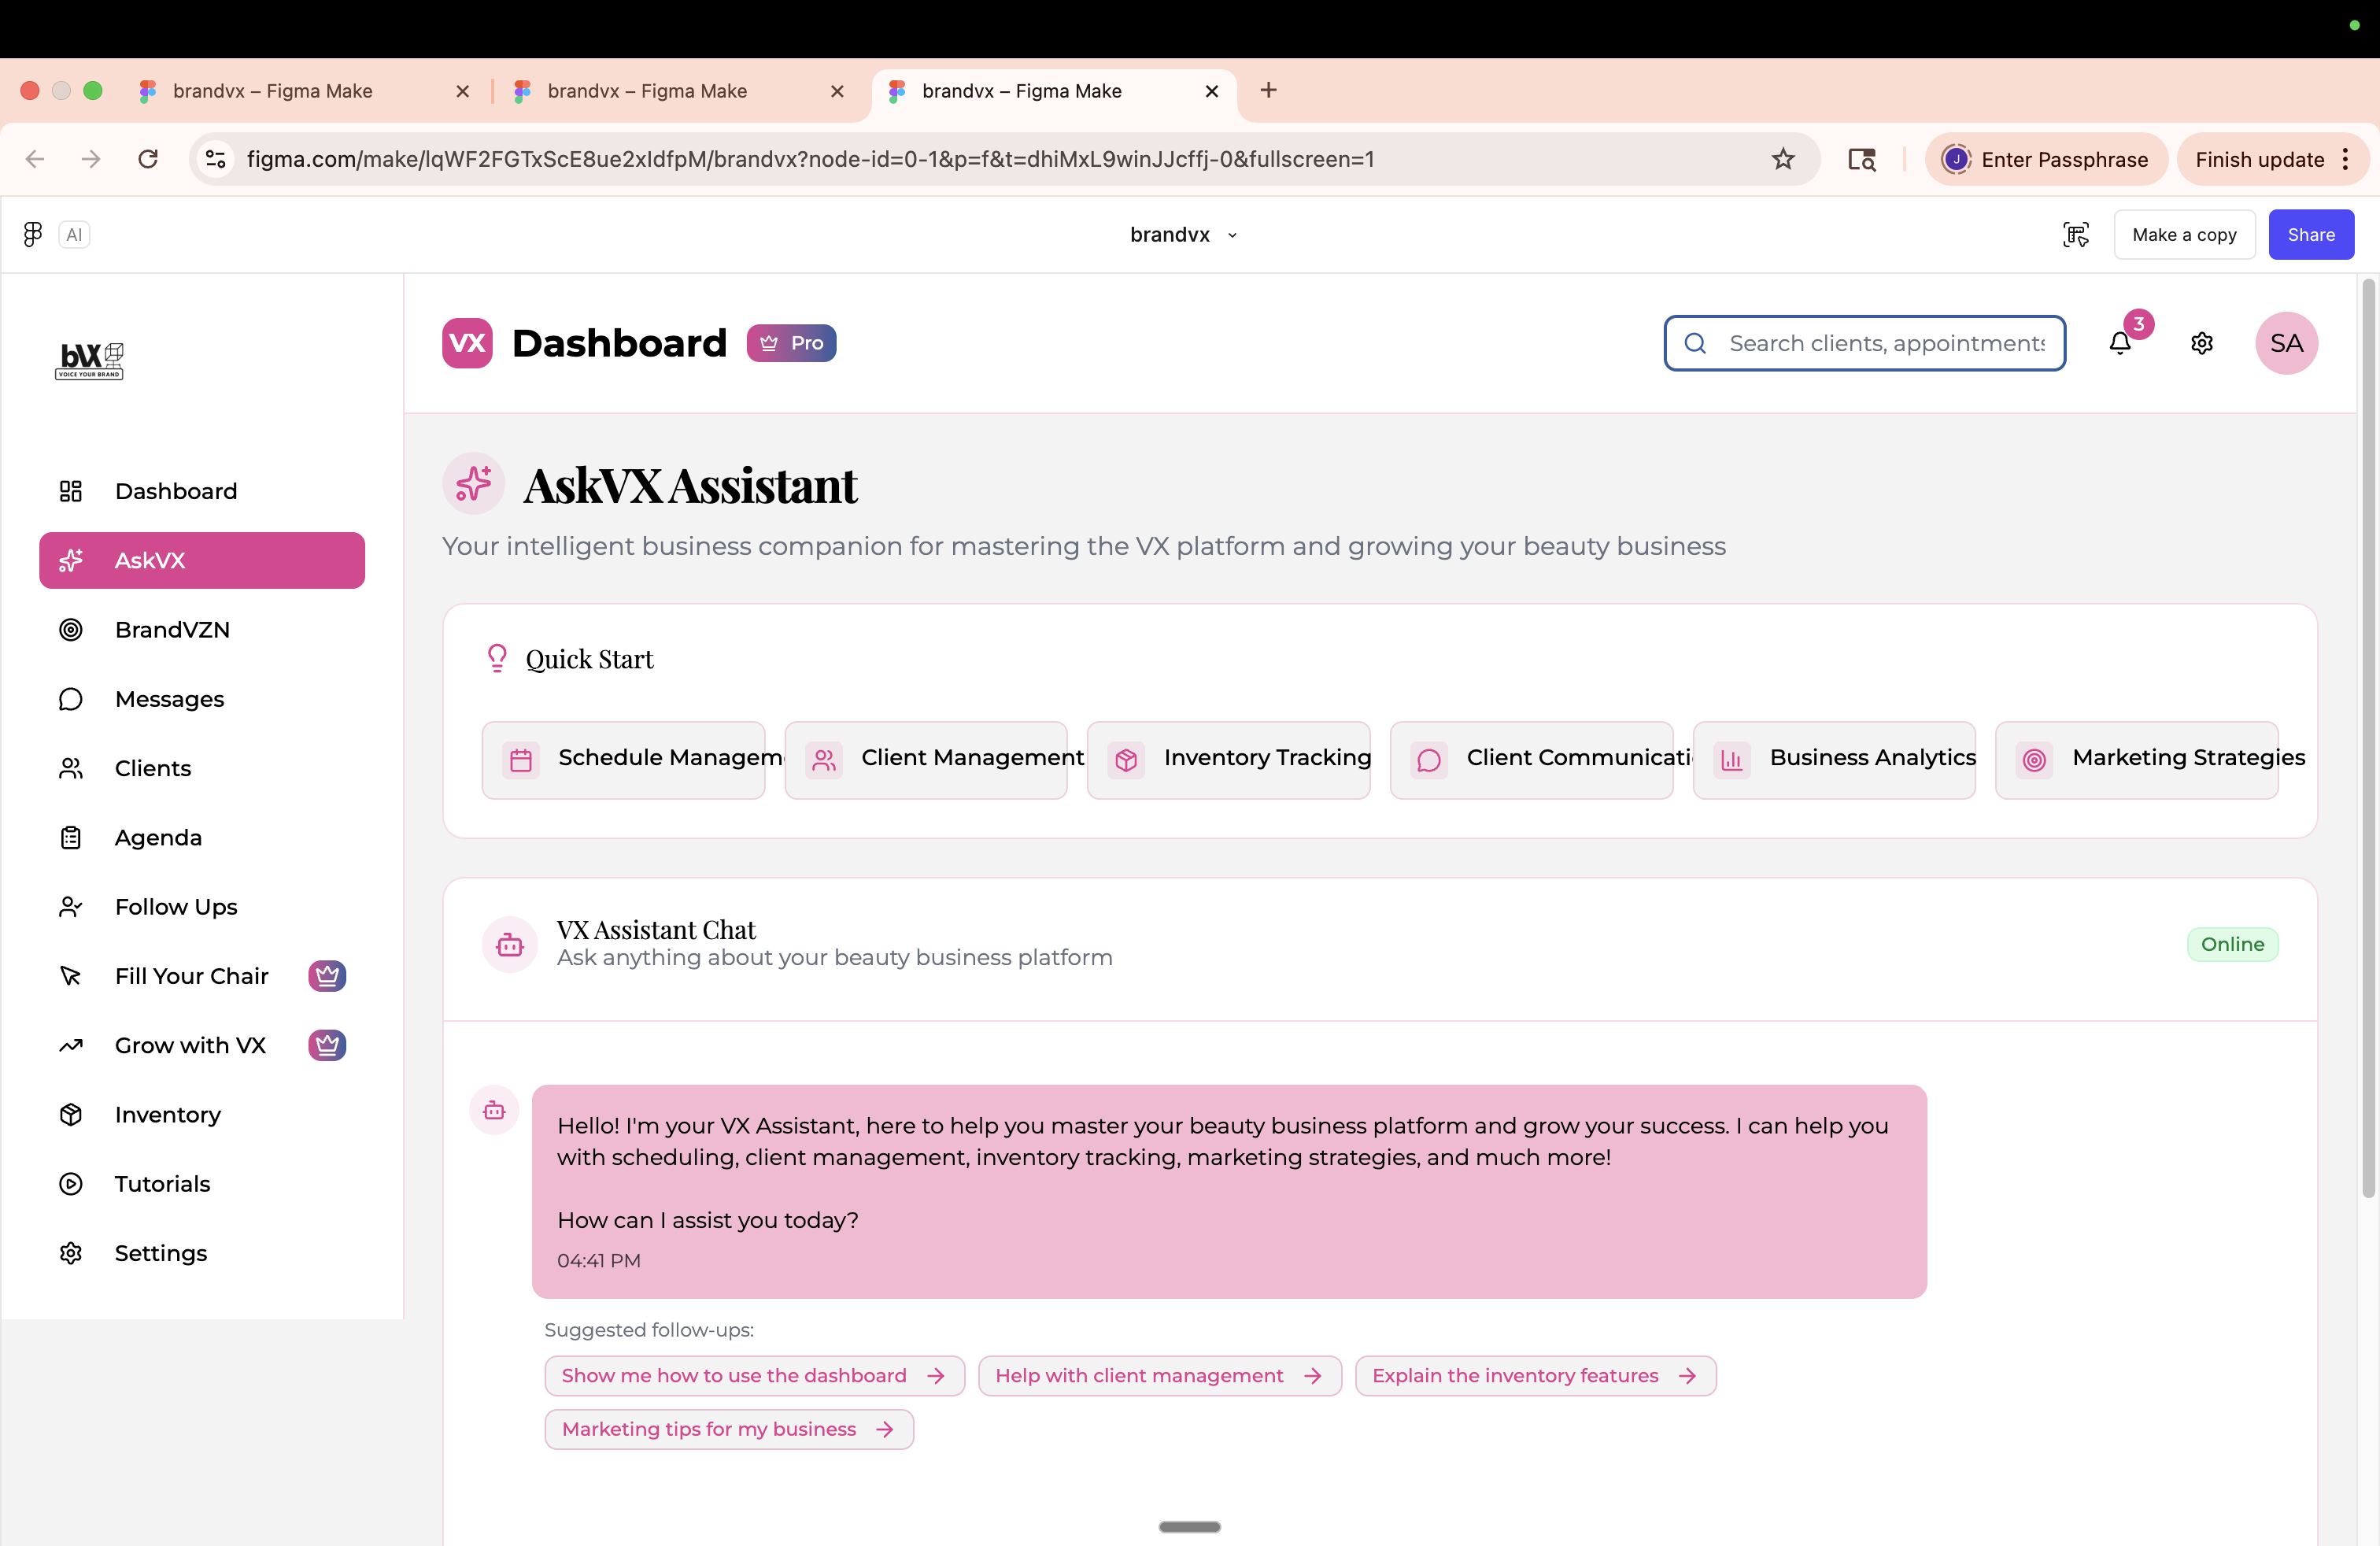 brandvx – Figma Make
brandvx – Figma Make
brandvx – Figma Make
figma.com/make/lqWF2FGTxScE8ue2xIdfpM/brandvx?node-id=0-1&p=f&t=dhiMxL9winJJcffj-0&fullscreen=1
J
Enter Passphrase
Finish update
AI
brandvx
Make a copy
Share
bVX
VOICE YOUR BRAND
VX
Dashboard
Pro
Search clients, appointments
3
SA
Dashboard
AskVX
BrandVZN
Messages
Clients
Agenda
Follow Ups
Fill Your Chair
Grow with VX
Inventory
Tutorials
Settings
AskVX Assistant
Your intelligent business companion for mastering the VX platform and growing your beauty business
Quick Start
Schedule Managem
Client Management
Inventory Tracking
Client Communicati
Business Analytics
Marketing Strategies
VX Assistant Chat
Ask anything about your beauty business platform
Online
Hello! I'm your VX Assistant, here to help you master your beauty business platform and grow your success. I can help you
with scheduling, client management, inventory tracking, marketing strategies, and much more!
How can I assist you today?
04:41 PM
Suggested follow-ups:
Show me how to use the dashboard
Help with client management
Explain the inventory features
Marketing tips for my business